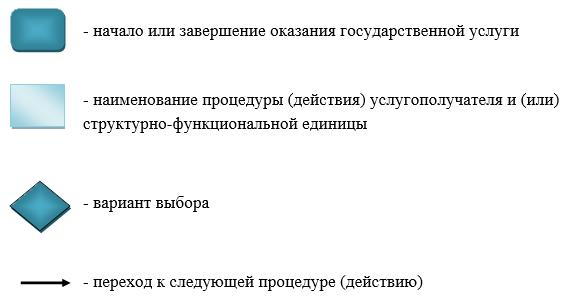 - начало или завершение оказания государственной услуги
- наименование процедуры (действия) услугополучателя и (или)
структурно-функциональной единицы
- вариант выбора
- переход к следующей процедуре (действию)